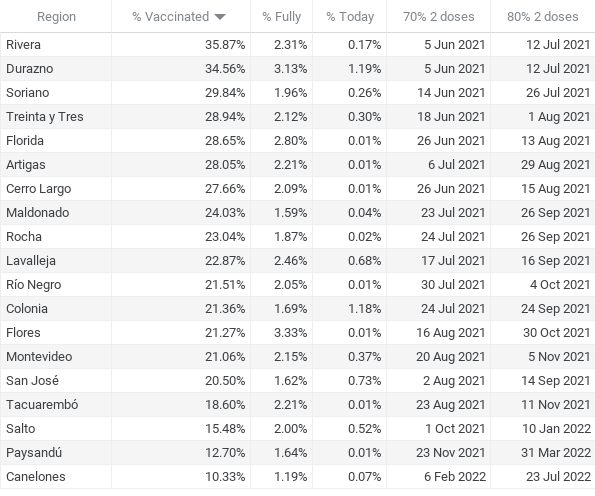 Region % Vaccinated % Fully % Today 70% 2 doses 80% 2 doses
Rivera 35.87% 2.31% 0.17% 5 Jun 2021 12 Jul 2021
Durazno 34.56% 3.13% 1.19% 5 Jun 2021 12 Jul 2021
Soriano 29.84% 1.96% 0.26% 14 Jun 2021 26 Jul 2021
Treinta y Tres 28.94% 2.12% 0.30% 18 Jun 2021 1 Aug 2021
Florida 28.65% 2.80% 0.01% 26 Jun 2021 13 Aug 2021
Artigas 28.05% 2.21% 0.01% 6 Jul 2021 29 Aug 2021
Cerro Largo 27.66% 2.09% 0.01% 26 Jun 2021 15 Aug 2021
Maldonado 24.03% 1.59% 0.04% 23 Jul 2021 26 Sep 2021
Rocha 23.04% 1.87% 0.02% 24 Jul 2021 26 Sep 2021
Lavalleja 22.87% 2.46% 0.68% 17 Jul 2021 16 Sep 2021
Río Negro 21.51% 2.05% 0.01% 30 Jul 2021 4 Oct 2021
Colonia 21.36% 1.69% 1.18% 24 Jul 2021 24 Sep 2021
Flores 21.27% 3.33% 0.01% 16 Aug 2021 30 Oct 2021
Montevideo 21.06% 2.15% 0.37% 20 Aug 2021 5 Nov 2021
San José 20.50% 1.62% 0.73% 2 Aug 2021 14 Sep 2021
Tacuarembó 18.60% 2.21% 0.01% 23 Aug 2021 11 Nov 2021
Salto 15.48% 2.00% 0.52% 1 Oct 2021 10 Jan 2022
Paysandú 12.70% 1.64% 0.01% 23 Nov 2021 31 Mar 2022
Canelones 10.33% 1.19% 0.07% 6 Feb 2022 23 Jul 2022